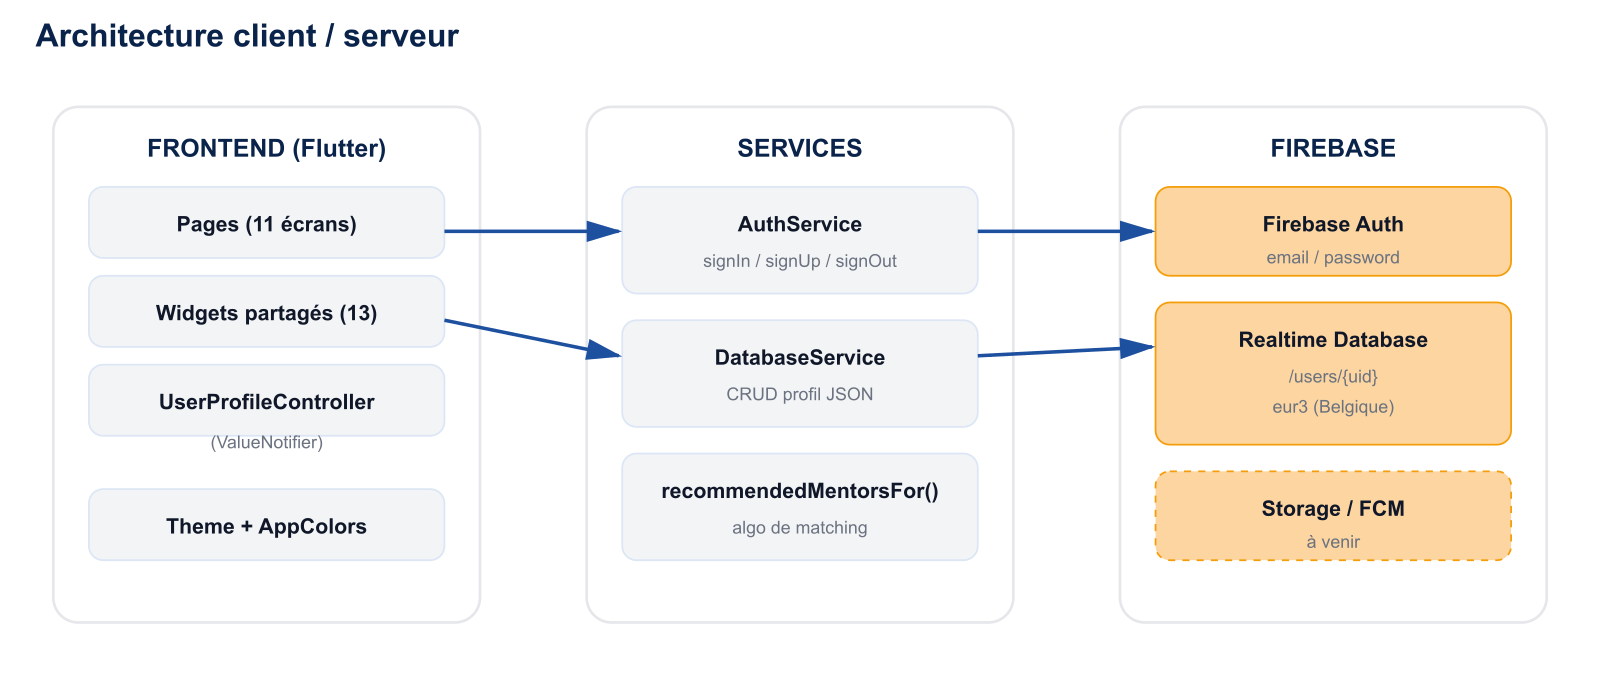 Architecture client / serveur
FRONTEND (Flutter)
Pages (11 écrans)
Widgets partagés (13)
UserProfileController
(ValueNotifier)
Theme + AppColors
SERVICES
AuthService
signIn / signUp / signOut
DatabaseService
CRUD profil JSON
recommendedMentorsFor()
algo de matching
FIREBASE
Firebase Auth
email / password
Realtime Database
/users/{uid}
eur3 (Belgique)
Storage / FCM
à venir